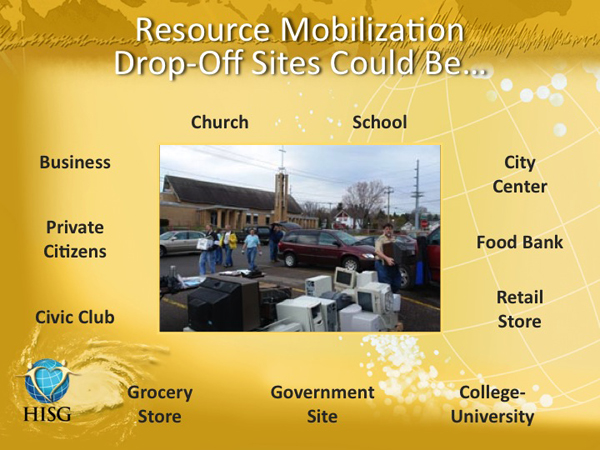 Resource Mobilization
Drop-Off Sites Could Be...
Church
School
Business
City
Center
Private
Citizens
Food Bank
Civic Club
Retail
Store
Grocery
Store
Government
Site
College-
University
HISG